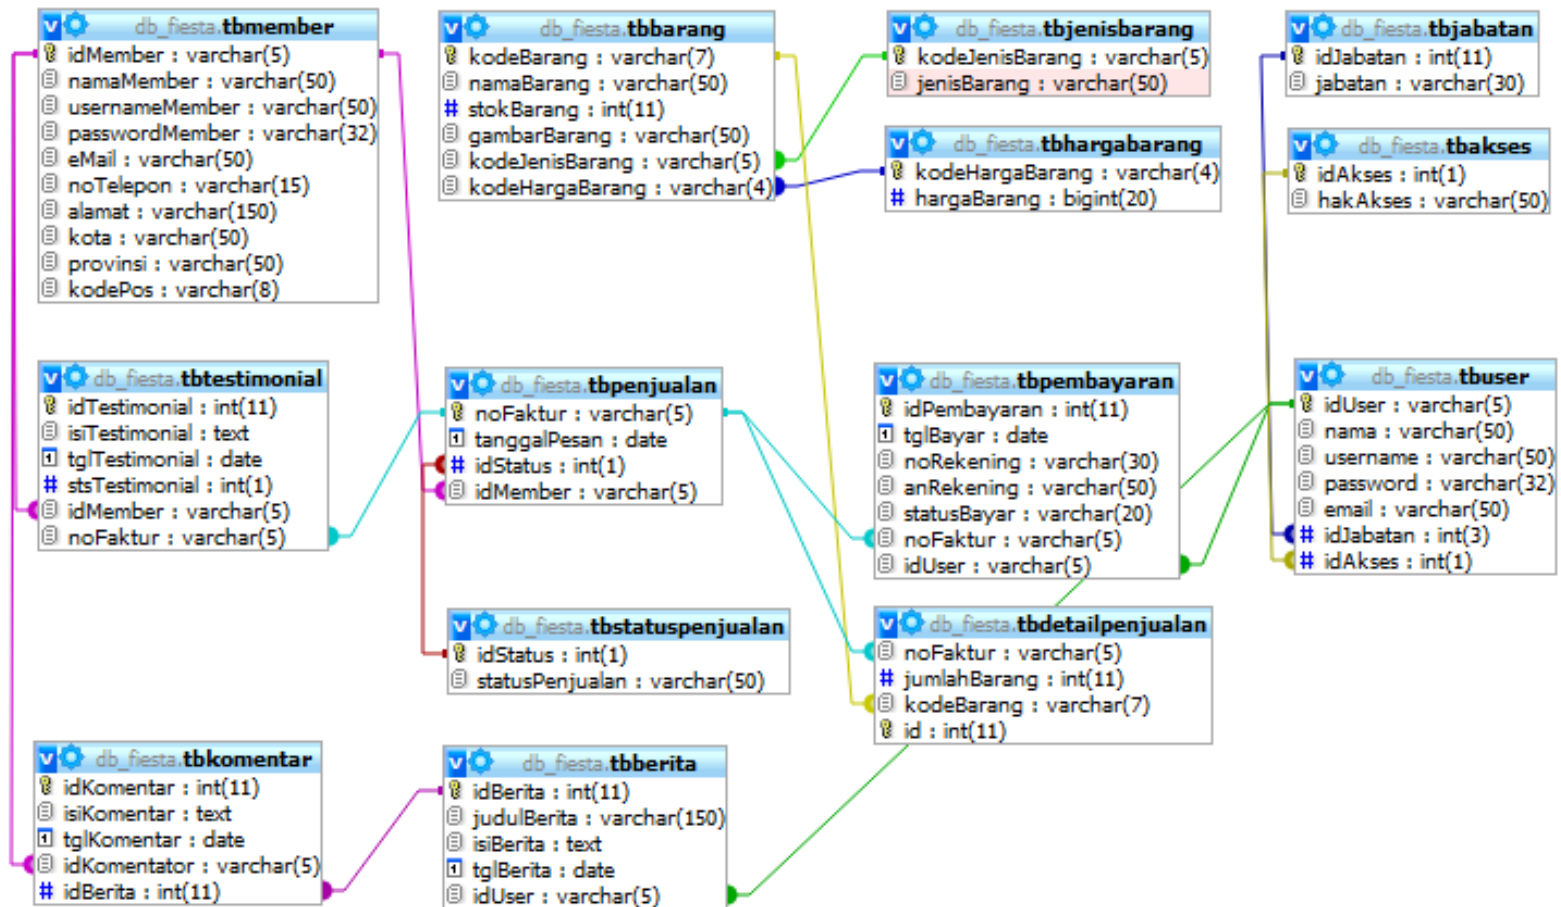 db_fiesta.tbmember
idMember : varchar(5)
namaMember : varchar(50)
usernameMember : varchar(50)
passwordMember : varchar(32)
eMail : varchar(50)
noTelepon : varchar(15)
alamat : varchar(150)
kota : varchar(50)
provinsi : varchar(50)
kodePos : varchar(8)
db_fiesta.tbbarang
kodeBarang : varchar(7)
namaBarang : varchar(50)
# stokBarang : int(11)
gambarBarang : varchar(50)
kodeJenisBarang : varchar(5)
kodeHargaBarang : varchar(4)
db_fiesta.tbjenisbarang
kodeJenisBarang : varchar(5)
jenisBarang : varchar(50)
db_fiesta.tbhargabarang
kodeHargaBarang : varchar(4)
# hargaBarang : bigint(20)
db_fiesta.tbjabatan
idJabatan : int(11)
jabatan : varchar(30)
db_fiesta.tbakses
idAkses : int(1)
hakAkses : varchar(50)
db_fiesta.tbtestimonial
idTestimonial : int(11)
isiTestimonial : text
tglTestimonial : date
# stsTestimonial : int(1)
idMember : varchar(5)
noFaktur : varchar(5)
db_fiesta.tbpenjualan
noFaktur : varchar(5)
tanggalPesan : date
# idStatus : int(1)
idMember : varchar(5)
db_fiesta.tbpembayaran
idPembayaran : int(11)
tglBayar : date
noRekening : varchar(30)
anRekening : varchar(50)
statusBayar : varchar(20)
noFaktur : varchar(5)
idUser : varchar(5)
db_fiesta.tbuser
idUser : varchar(5)
nama : varchar(50)
username : varchar(50)
password : varchar(32)
email : varchar(50)
# idJabatan : int(3)
# idAkses : int(1)
db_fiesta.tbstatuspenjualan
idStatus : int(1)
statusPenjualan : varchar(50)
db_fiesta.tbdetailpenjualan
noFaktur : varchar(5)
# jumlahBarang : int(11)
kodeBarang : varchar(7)
id : int(11)
db_fiesta.tbkomentar
idKomentar : int(11)
isiKomentar : text
tglKomentar : date
idKomentator : varchar(5)
# idBerita : int(11)
db_fiesta.tbberita
idBerita : int(11)
judulBerita : varchar(150)
isiBerita : text
tglBerita : date
idUser : varchar(5)